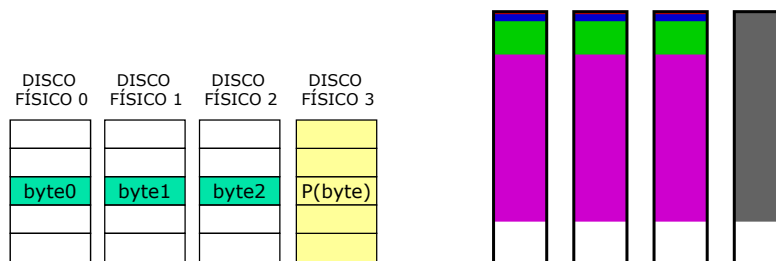 DISCO DISCO DISCO DISCO
FÍSICO 0 FÍSICO 1 FÍSICO 2 FÍSICO 3
byte0 byte1 byte2 P(byte)